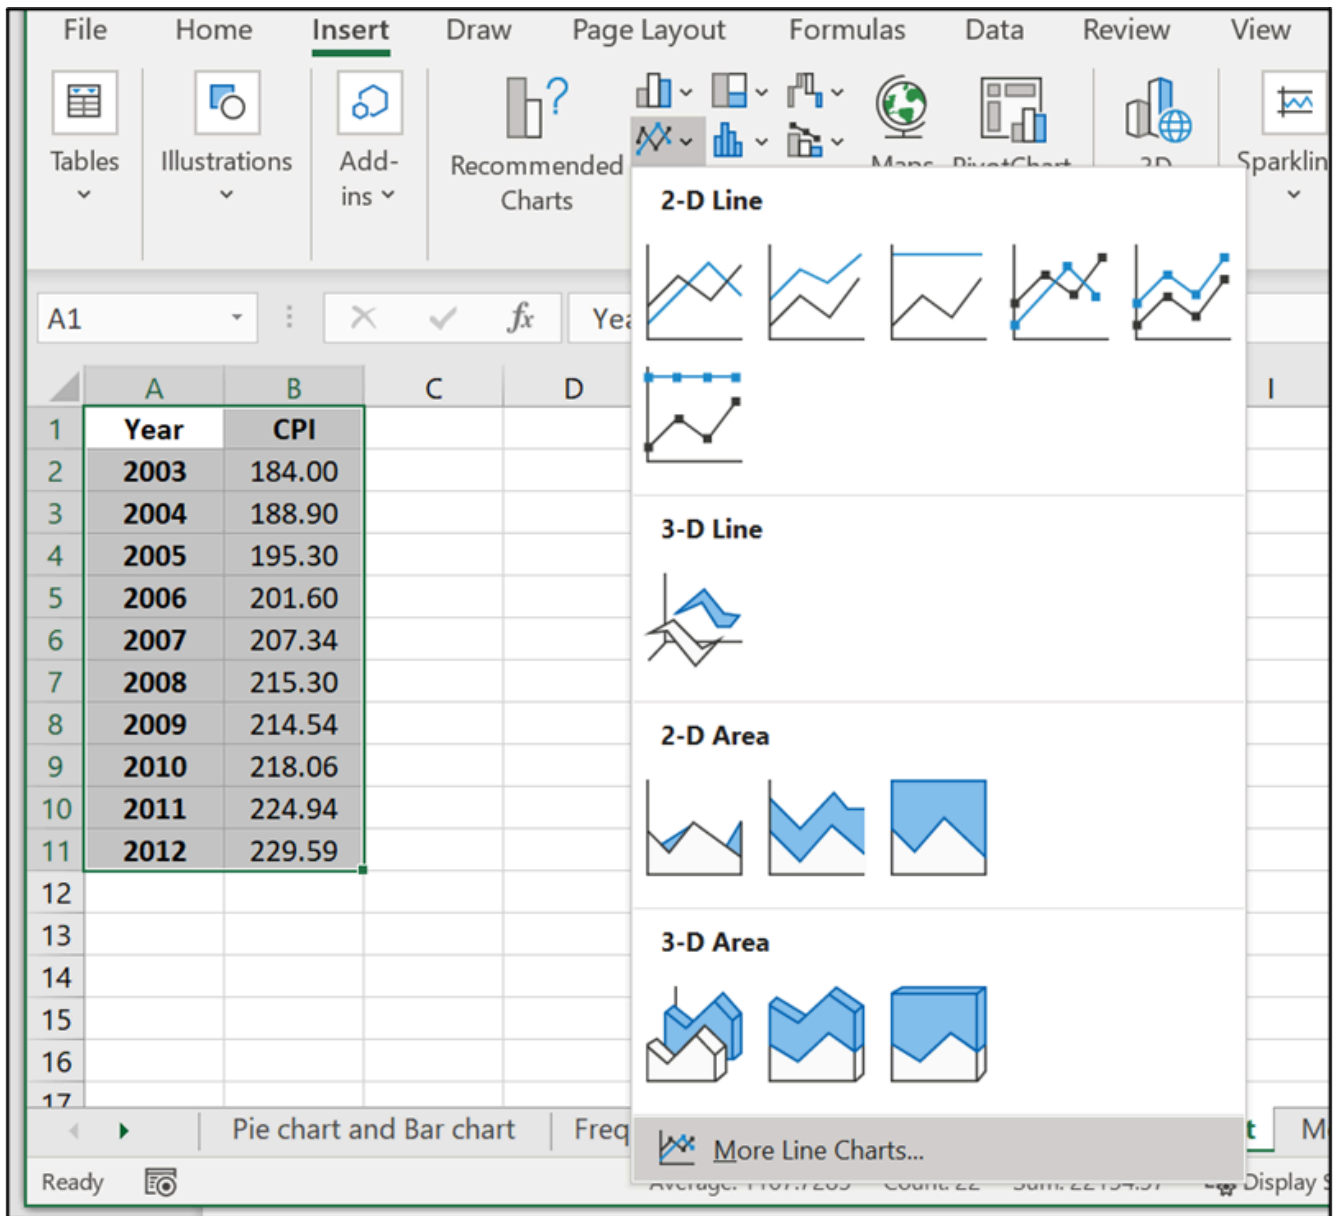 File Home Insert Draw Page Layout Formulas Data Review View
Tables Illustrations Add-ins Recommended Charts Maps PivotChart 3D
A1 fx
A B C D I
1 Year CPI
2 2003 184.00
3 2004 188.90
4 2005 195.30
5 2006 201.60
6 2007 207.34
7 2008 215.30
8 2009 214.54
9 2010 218.06
10 2011 224.94
11 2012 229.59
12
13
14
15
16
17
2-D Line
3-D Line
2-D Area
3-D Area
More Line Charts...
Pie chart and Bar chart Freq
Ready Display